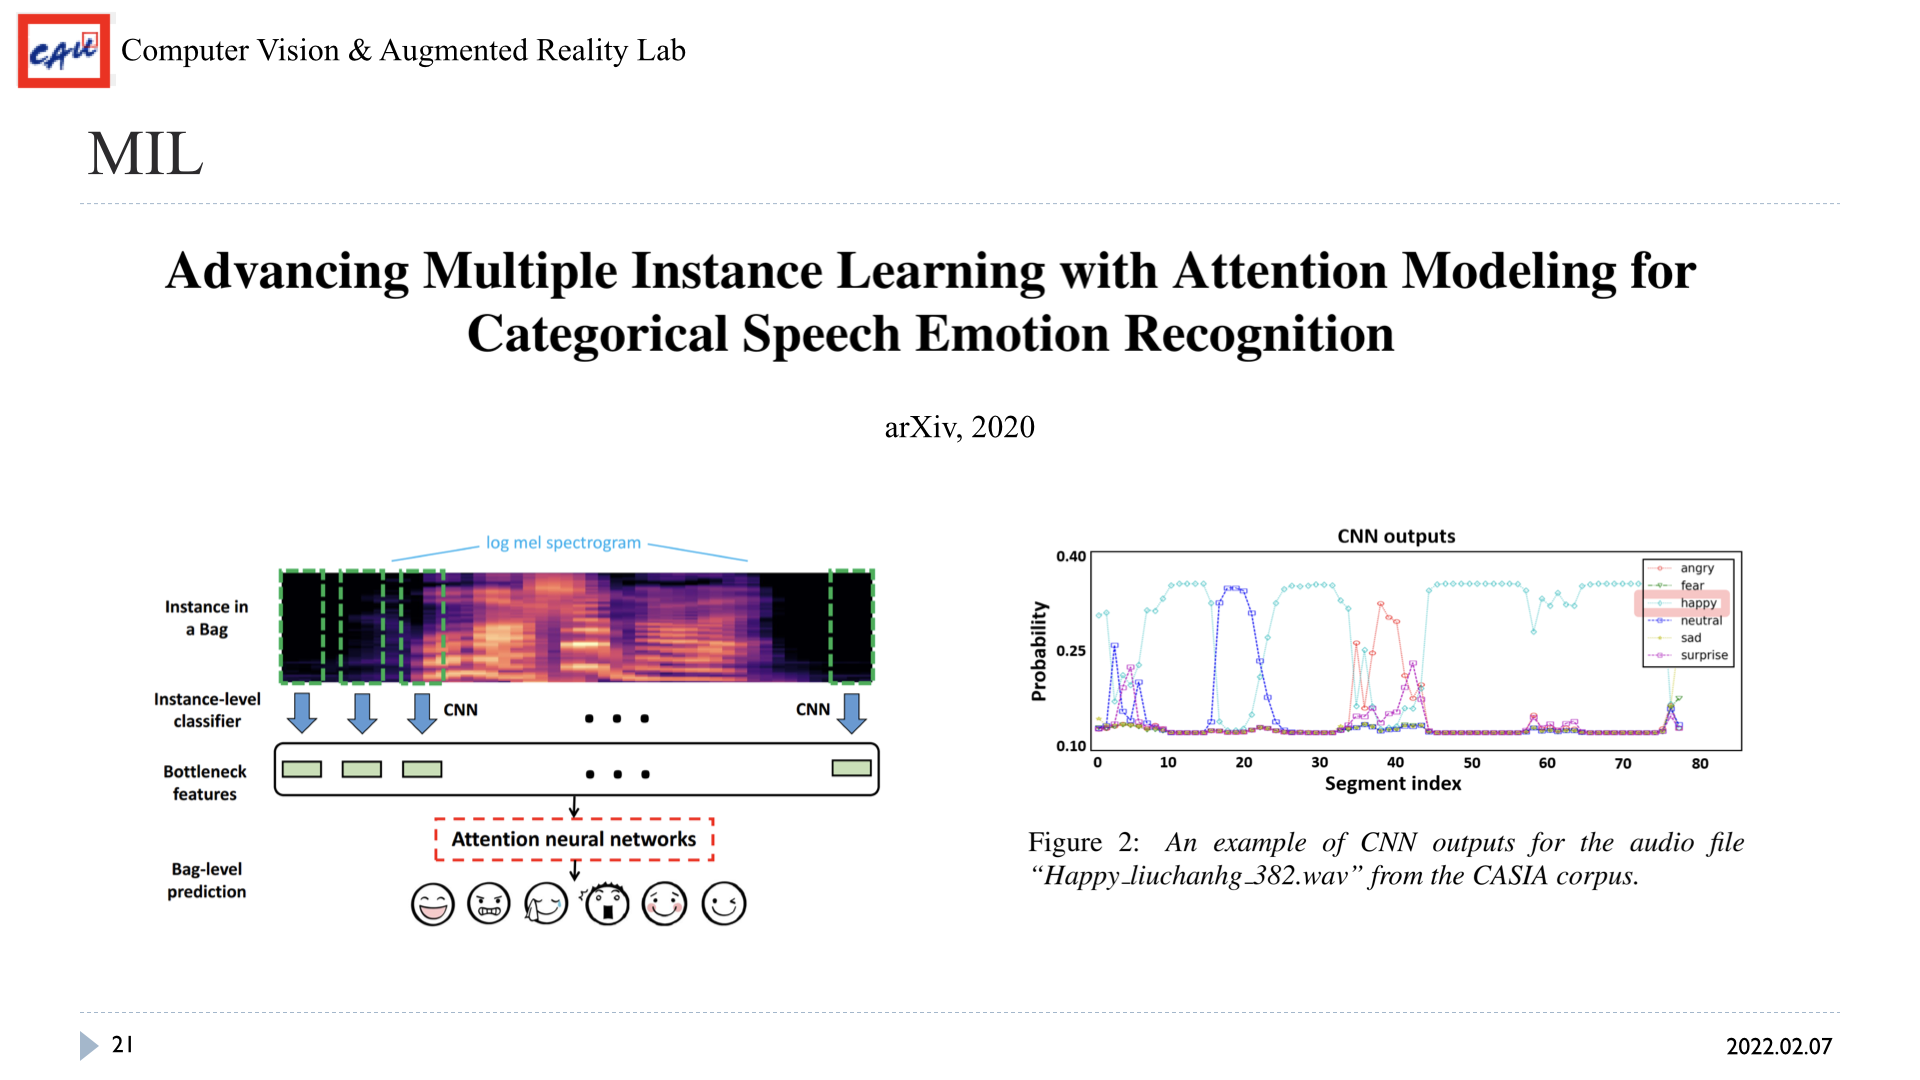 CAU
Computer Vision & Augmented Reality Lab
MIL
Advancing Multiple Instance Learning with Attention Modeling for
Categorical Speech Emotion Recognition
arXiv, 2020
log mel spectrogram
Instance in
a Bag
Instance-level
classifier
CNN
CNN
Bottleneck
features
Attention neural networks
Bag-level
prediction
CNN outputs
Probability
0.40
0.25
0.10
angry
fear
happy
neutral
sad
surprise
0 10 20 30 40 50 60 70 80
Segment index
Figure 2: An example of CNN outputs for the audio file
“Happy_liuchanhg_382.wav” from the CASIA corpus.
21
2022.02.07